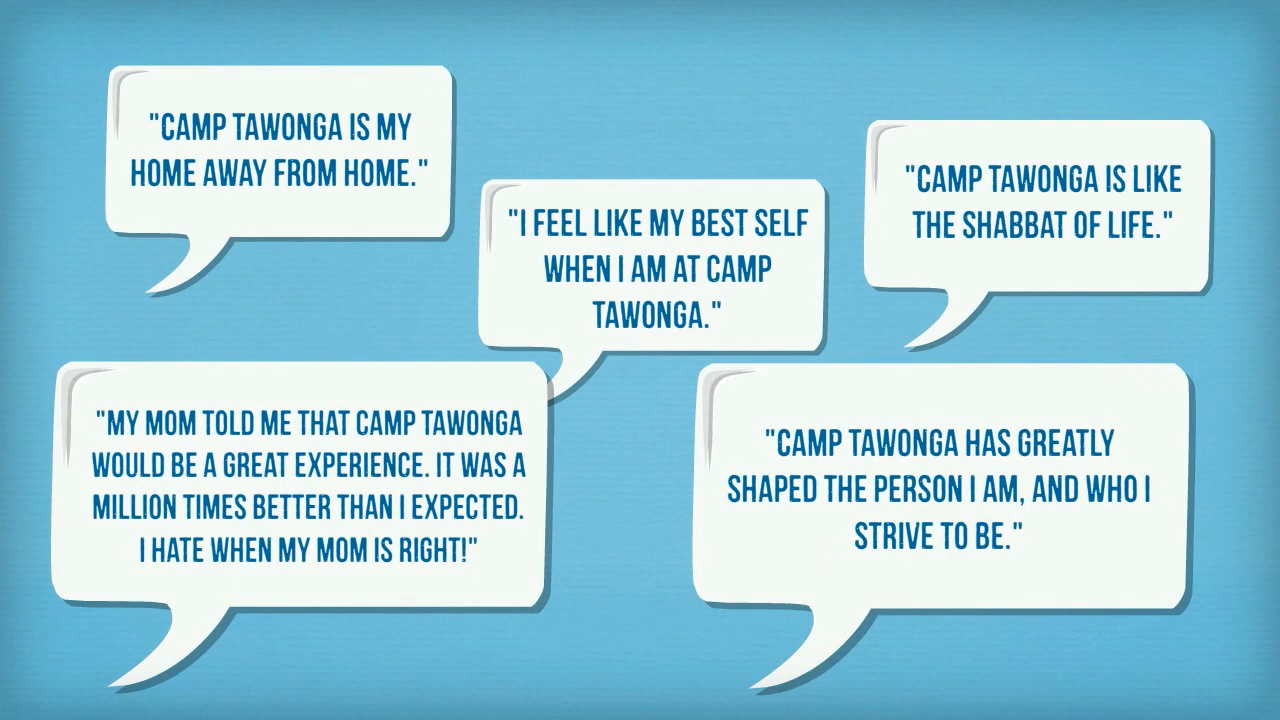 "CAMP TAWONGA IS MY
HOME AWAY FROM HOME."
"I FEEL LIKE MY BEST SELF
WHEN I AM AT CAMP
TAWONGA."
"CAMP TAWONGA IS LIKE
THE SHABBAT OF LIFE."
"MY MOM TOLD ME THAT CAMP TAWONGA
WOULD BE A GREAT EXPERIENCE. IT WAS A
MILLION TIMES BETTER THAN I EXPECTED.
I HATE WHEN MY MOM IS RIGHT!"
"CAMP TAWONGA HAS GREATLY
SHAPED THE PERSON I AM, AND WHO I
STRIVE TO BE."